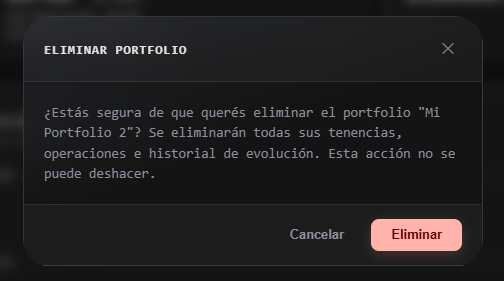 ELIMINAR PORTFOLIO
¿Estás segura de que querés eliminar el portfolio "Mi
Portfolio 2"? Se eliminarán todas sus tenencias,
operaciones e historial de evolución. Esta acción no se
puede deshacer.
Cancelar
Eliminar